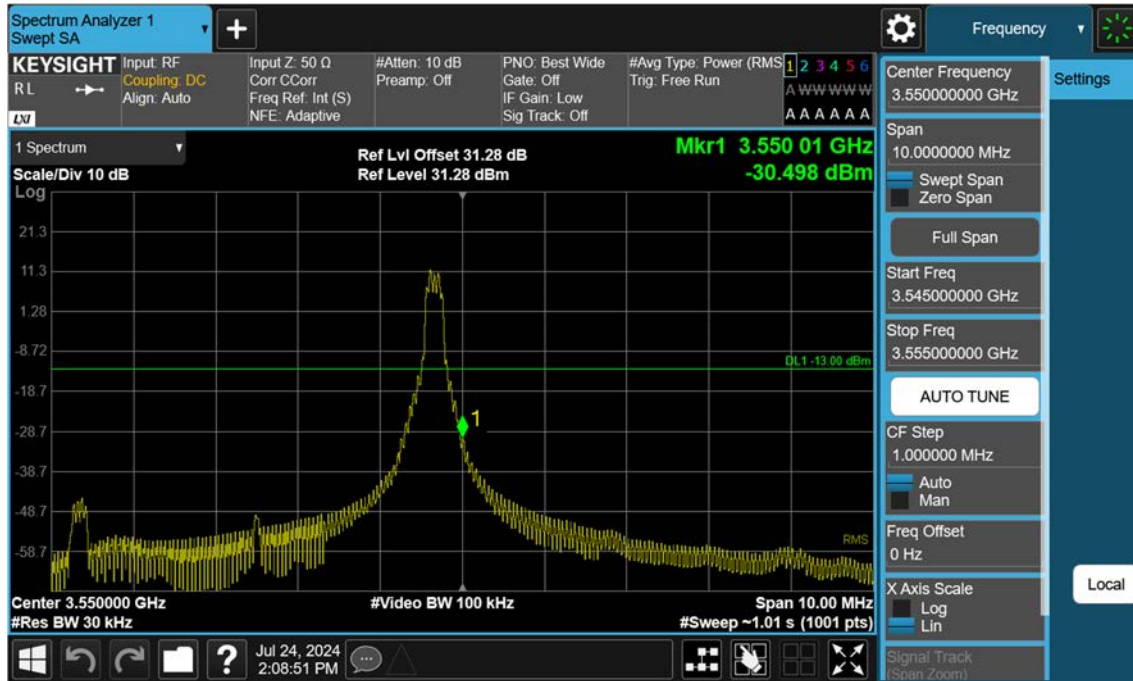 Spectrum Analyzer 1
Swept SA
Frequency
KEYSIGHT
RL
LXI
Input: RF
Coupling: DC
Align: Auto
Input Z: 50 Ω
Corr CCorr
Freq Ref: Int (S)
NFE: Adaptive
#Atten: 10 dB
Preamp: Off
PNO: Best Wide
Gate: Off
IF Gain: Low
Sig Track: Off
#Avg Type: Power (RMS
Trig: Free Run
1 2 3 4 5 6
A W W W W W
A A A A A A
1 Spectrum
Scale/Div 10 dB
Ref Lvl Offset 31.28 dB
Ref Level 31.28 dBm
Mkr1 3.550 01 GHz
-30.498 dBm
Log
21.3
11.3
1.28
-8.72
-18.7
-28.7
-38.7
-48.7
-58.7
DL1 -13.00 dBm
1
RMS
Center 3.550000 GHz
#Video BW 100 kHz
Span 10.00 MHz
#Res BW 30 kHz
#Sweep ~1.01 s (1001 pts)
?
Jul 24, 2024
2:08:51 PM
Center Frequency
3.550000000 GHz
Span
10.0000000 MHz
Swept Span
Zero Span
Full Span
Start Freq
3.545000000 GHz
Stop Freq
3.555000000 GHz
AUTO TUNE
CF Step
1.000000 MHz
Auto
Man
Freq Offset
0 Hz
X Axis Scale
Log
Lin
Signal Track
(Span Zoom)
Settings
Local